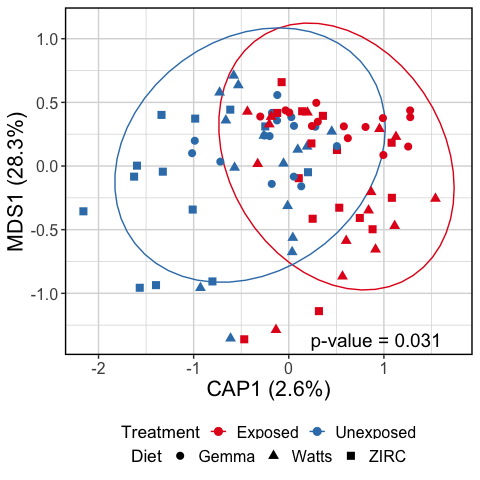 1.0
0.5
0.0
-0.5
-1.0
MDS1 (28.3%)
p-value = 0.031
-2 -1 0 1
CAP1 (2.6%)
Treatment Exposed Unexposed
Diet Gemma Watts ZIRC